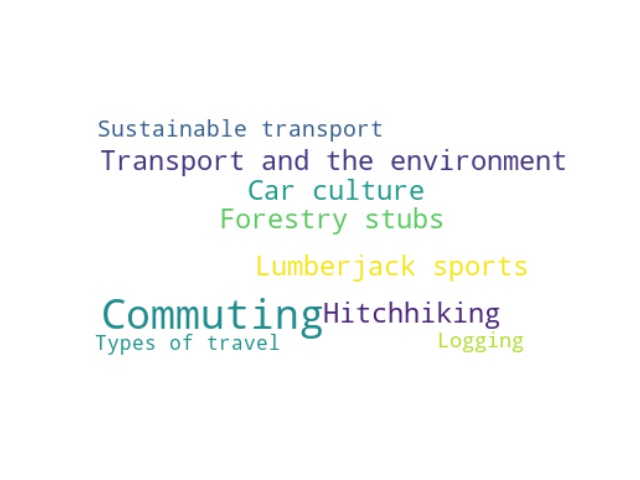 Sustainable transport
Transport and the environment
Car culture
Forestry stubs
Lumberjack sports
Commuting
Hitchhiking
Types of travel
Logging